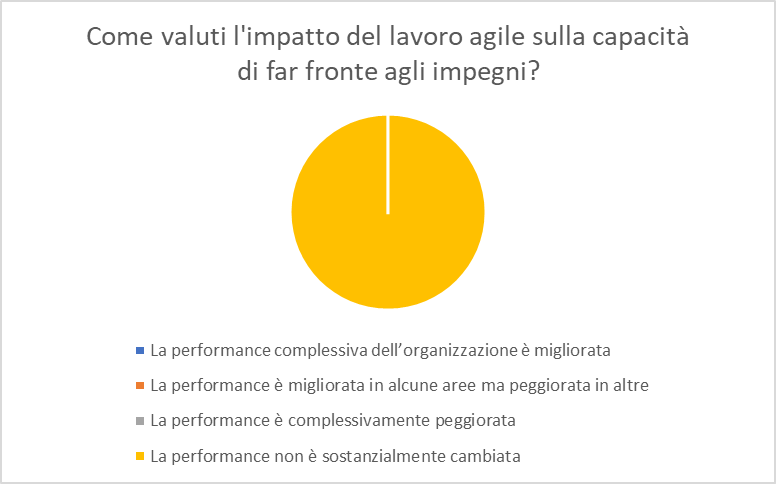 Come valuti l'impatto del lavoro agile sulla capacità
di far fronte agli impegni?
La performance complessiva dell’organizzazione è migliorata
La performance è migliorata in alcune aree ma peggiorata in altre
La performance è complessivamente peggiorata
La performance non è sostanzialmente cambiata